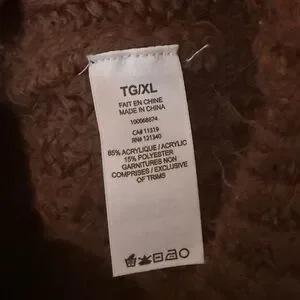 TG/XL
FAIT EN CHINE
MADE IN CHINA
100068874
CA# 11319
RN# 121340
85% ACRYLIQUE / ACRYLIC
15% POLYESTER
GARNITURES NON
COMPRISES / EXCLUSIVE
OF TRIMS